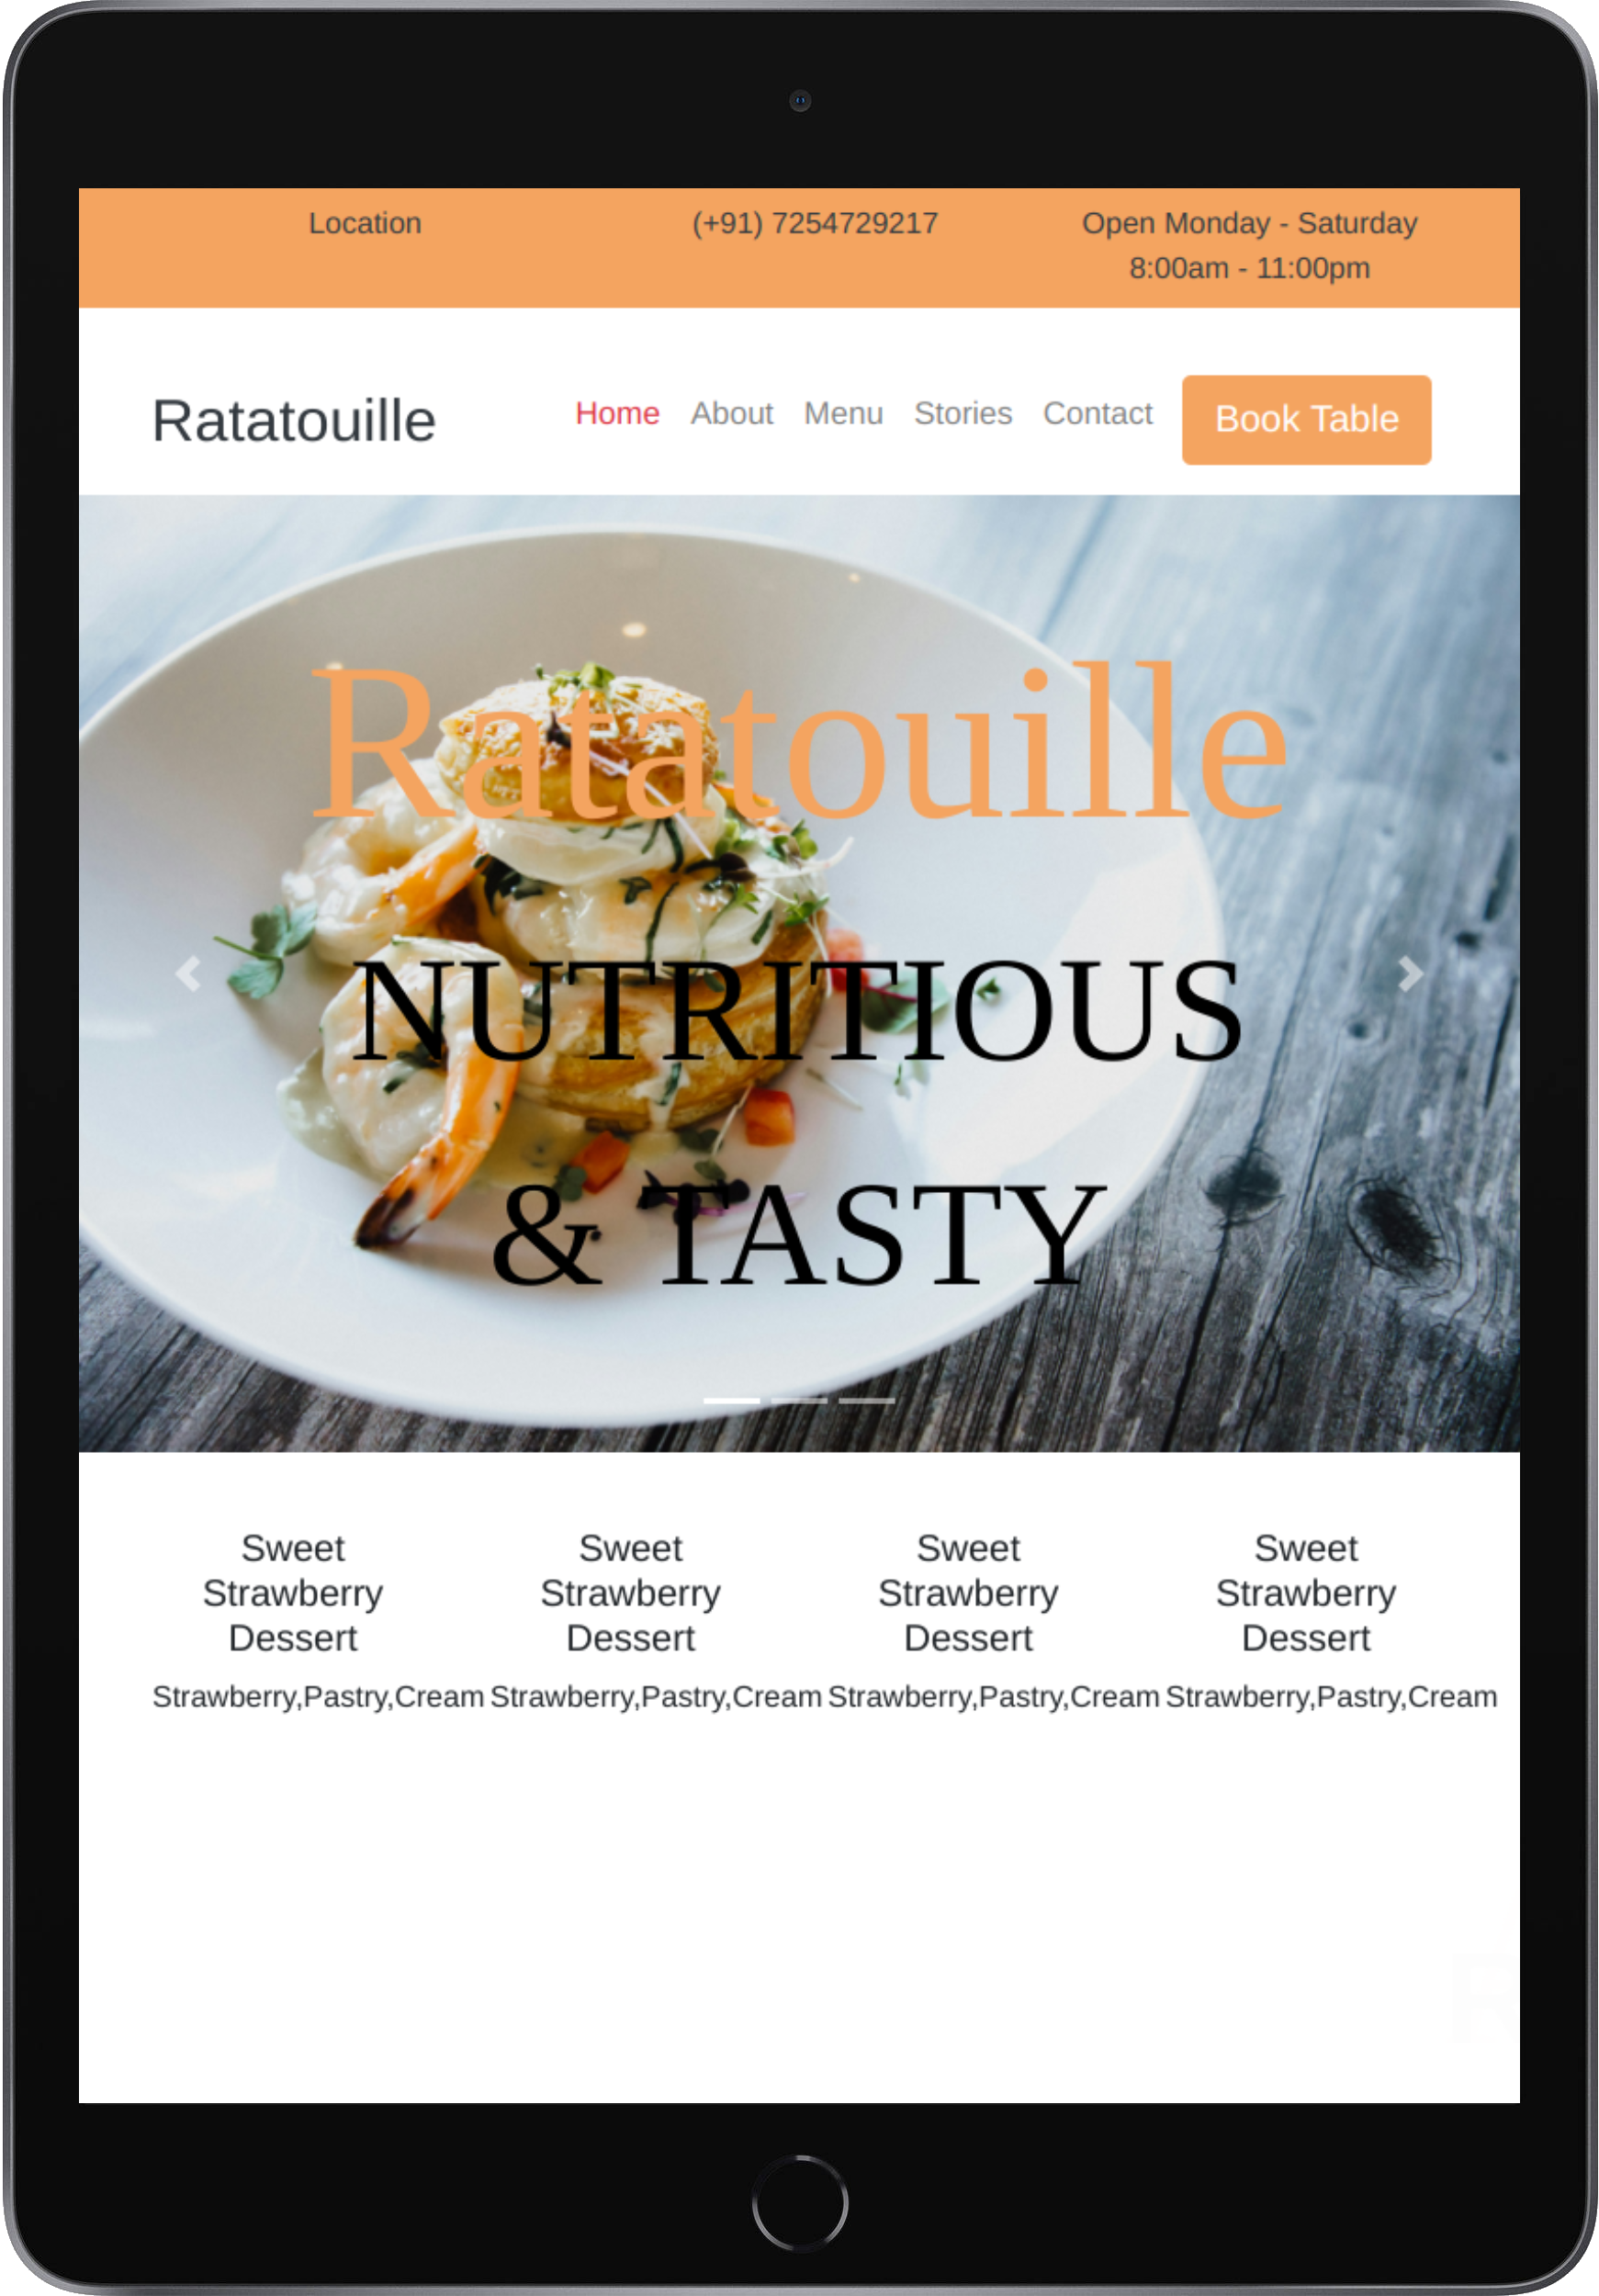 Location
(+91) 7254729217
Open Monday - Saturday
8:00am - 11:00pm
Ratatouille
Home About Menu Stories Contact Book Table
Ratatouille
NUTRITIOUS
& TASTY
Sweet
Strawberry
Dessert
Strawberry,Pastry,Cream
Sweet
Strawberry
Dessert
Strawberry,Pastry,Cream
Sweet
Strawberry
Dessert
Strawberry,Pastry,Cream
Sweet
Strawberry
Dessert
Strawberry,Pastry,Cream